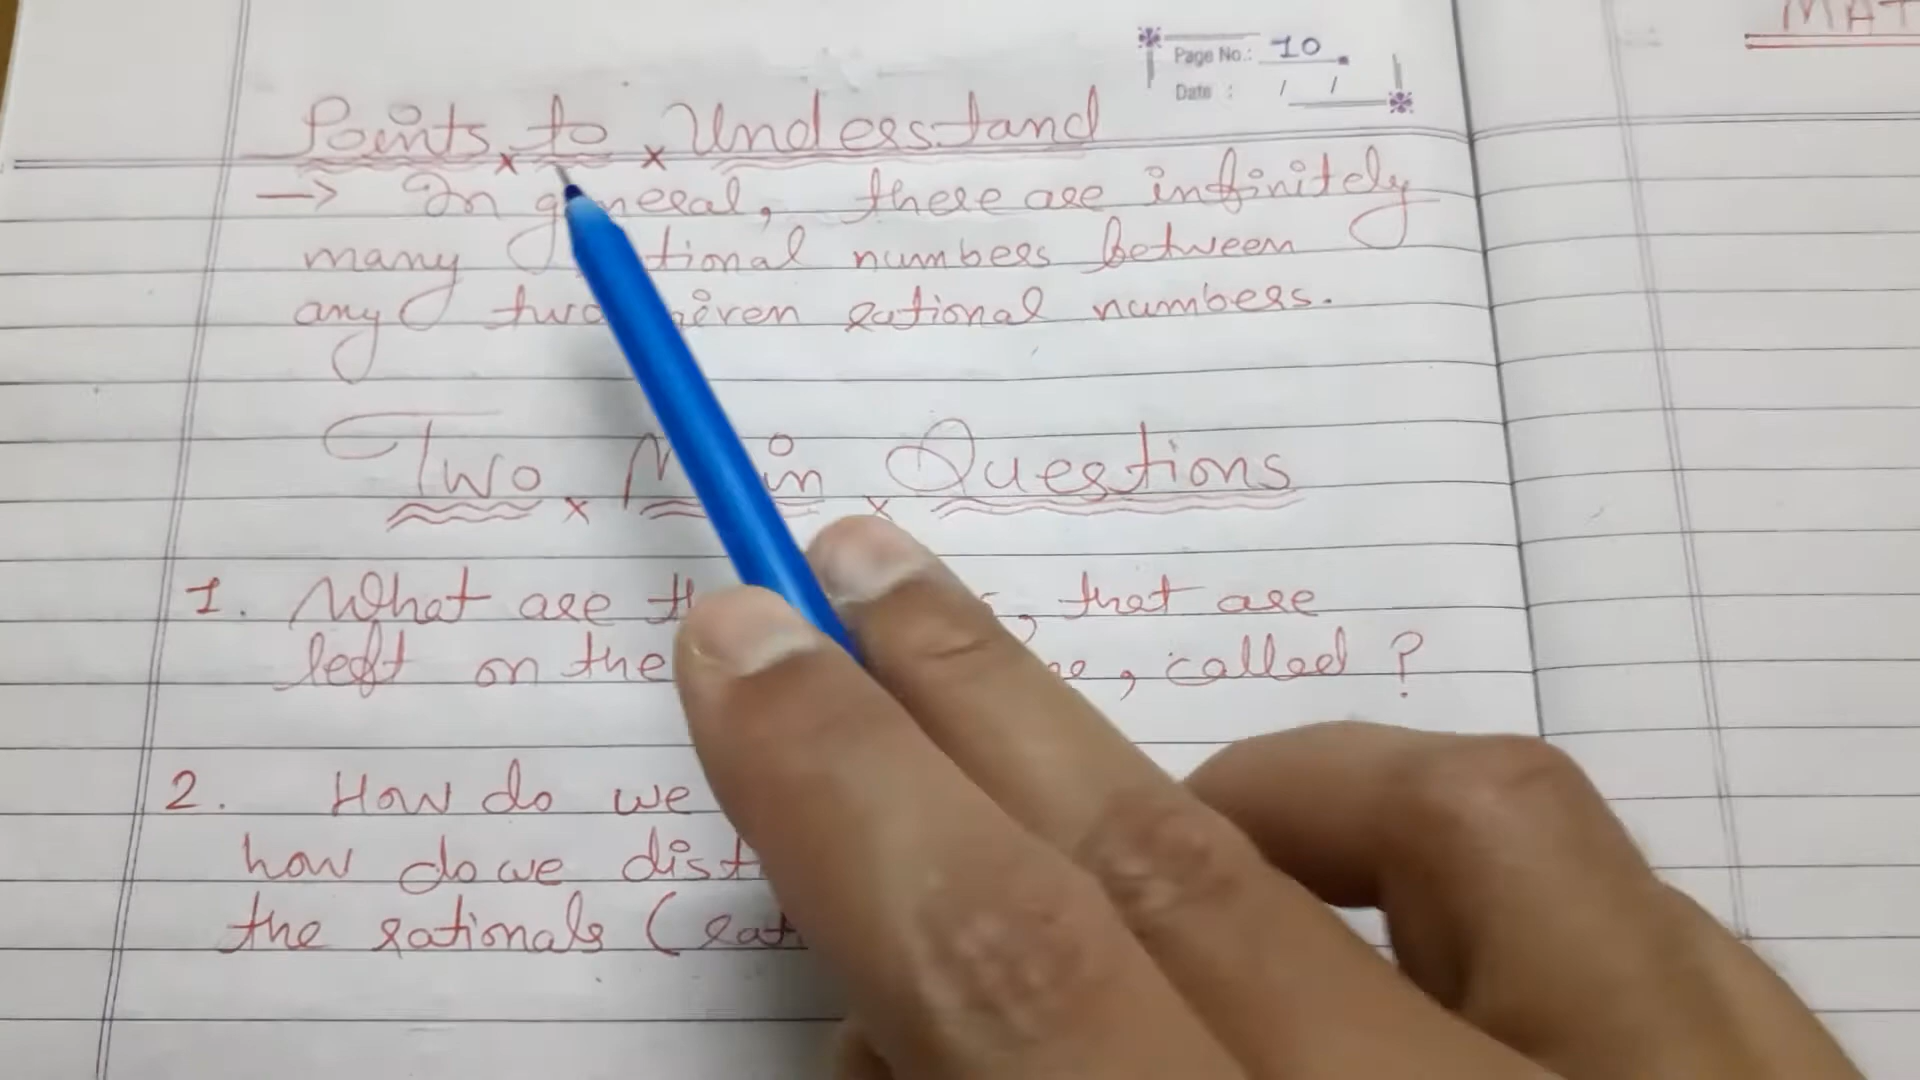 Page No.: 10
Date : / /
MAT
Points to Understand
→ In general, there are infinitely
many rational numbers between
any two given rational numbers.
Two Main Questions
1. What are that are
left on the , called ?
2. How do we
how do we
the rationals (